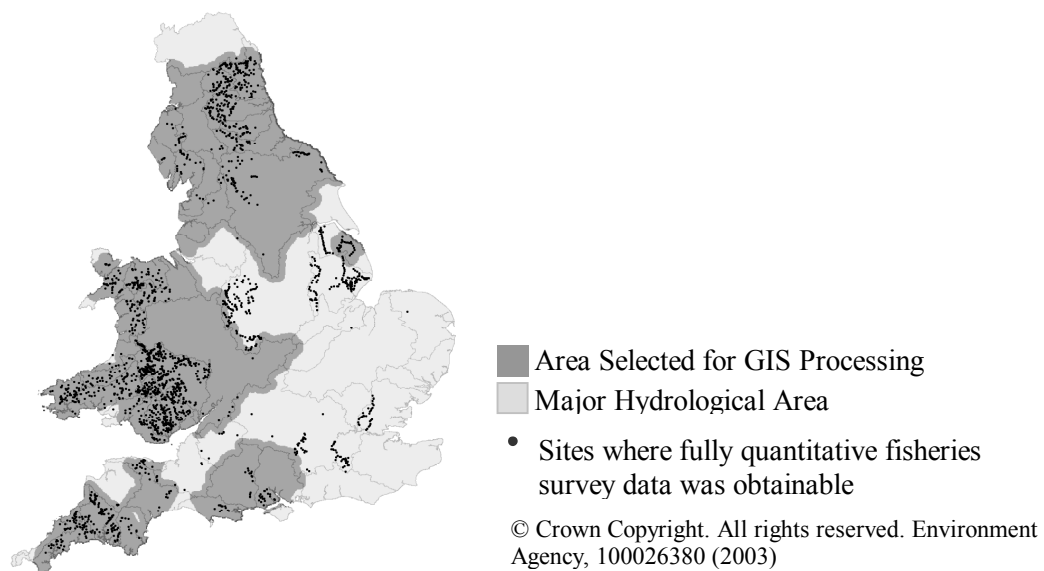 Area Selected for GIS Processing
Major Hydrological Area
Sites where fully quantitative fisheries
survey data was obtainable
© Crown Copyright. All rights reserved. Environment
Agency, 100026380 (2003)